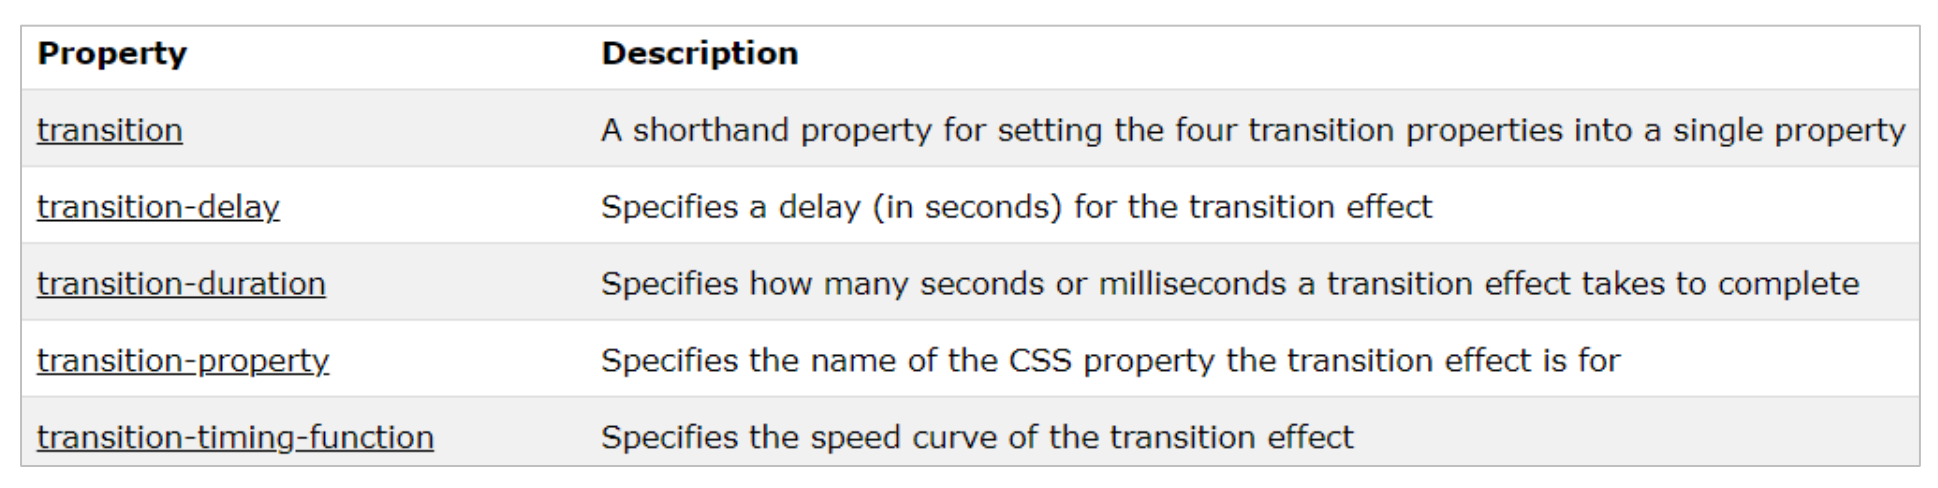 Property Description
transition A shorthand property for setting the four transition properties into a single property
transition-delay Specifies a delay (in seconds) for the transition effect
transition-duration Specifies how many seconds or milliseconds a transition effect takes to complete
transition-property Specifies the name of the CSS property the transition effect is for
transition-timing-function Specifies the speed curve of the transition effect